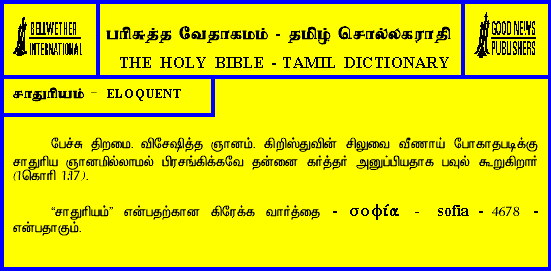 BELLWETHER
INTERNATIONAL
பரிசுத்த வேதாகமம் - தமிழ் சொல்லகராதி
THE HOLY BIBLE - TAMIL DICTIONARY
GOOD NEWS
PUBLISHERS
சாதுரியம் - ELOQUENT
பேச்சு திறமை. விசேஷித்த ஞானம். கிறிஸ்துவின் சிலுவை வீணாய் போகாதபடிக்கு
சாதுரிய ஞானமில்லாமல் பிரசங்கிக்கவே தன்னை கர்த்தர் அனுப்பியதாக பவுல் கூறுகிறார்
(1கொரி 1:17).
“சாதுரியம்” என்பதற்கான கிரேக்க வார்த்தை - σοφία - sofia - 4678 -
என்பதாகும்.